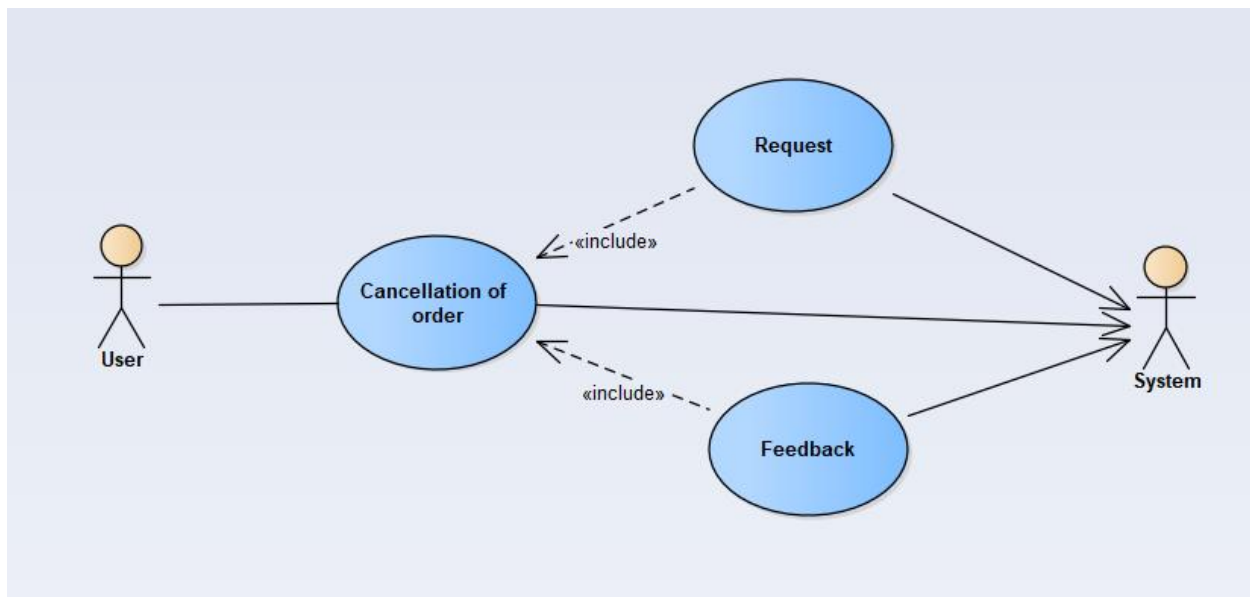 Request
«include»
Cancellation of
order
User
System
«include»
Feedback